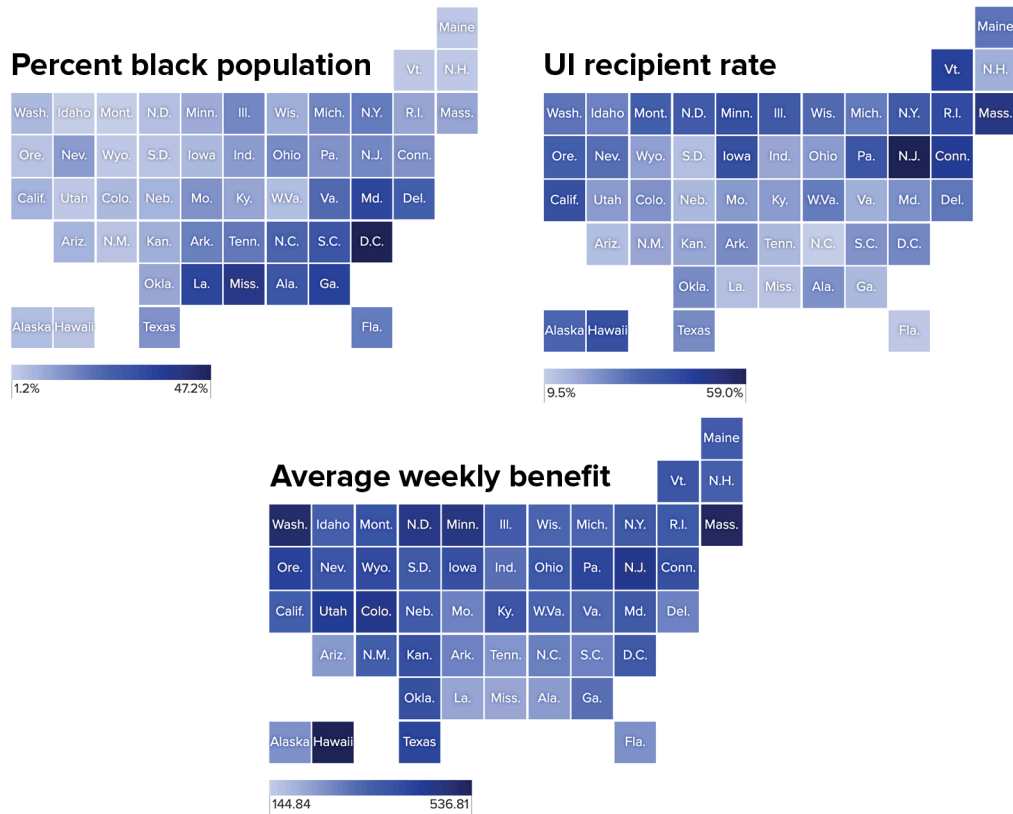 Percent black population
Maine
Vt. N.H.
Wash. Idaho Mont. N.D. Minn. Ill. Wis. Mich. N.Y. R.I. Mass.
Ore. Nev. Wyo. S.D. Iowa Ind. Ohio Pa. N.J. Conn.
Calif. Utah Colo. Neb. Mo. Ky. W.Va. Va. Md. Del.
Ariz. N.M. Kan. Ark. Tenn. N.C. S.C. D.C.
Okla. La. Miss. Ala. Ga.
Alaska Hawaii Texas Fla.
1.2% 47.2%
UI recipient rate
Maine
Vt. N.H.
Wash. Idaho Mont. N.D. Minn. Ill. Wis. Mich. N.Y. R.I. Mass.
Ore. Nev. Wyo. S.D. Iowa Ind. Ohio Pa. N.J. Conn.
Calif. Utah Colo. Neb. Mo. Ky. W.Va. Va. Md. Del.
Ariz. N.M. Kan. Ark. Tenn. N.C. S.C. D.C.
Okla. La. Miss. Ala. Ga.
Alaska Hawaii Texas Fla.
9.5% 59.0%
Average weekly benefit
Maine
Vt. N.H.
Wash. Idaho Mont. N.D. Minn. Ill. Wis. Mich. N.Y. R.I. Mass.
Ore. Nev. Wyo. S.D. Iowa Ind. Ohio Pa. N.J. Conn.
Calif. Utah Colo. Neb. Mo. Ky. W.Va. Va. Md. Del.
Ariz. N.M. Kan. Ark. Tenn. N.C. S.C. D.C.
Okla. La. Miss. Ala. Ga.
Alaska Hawaii Texas Fla.
144.84 536.81